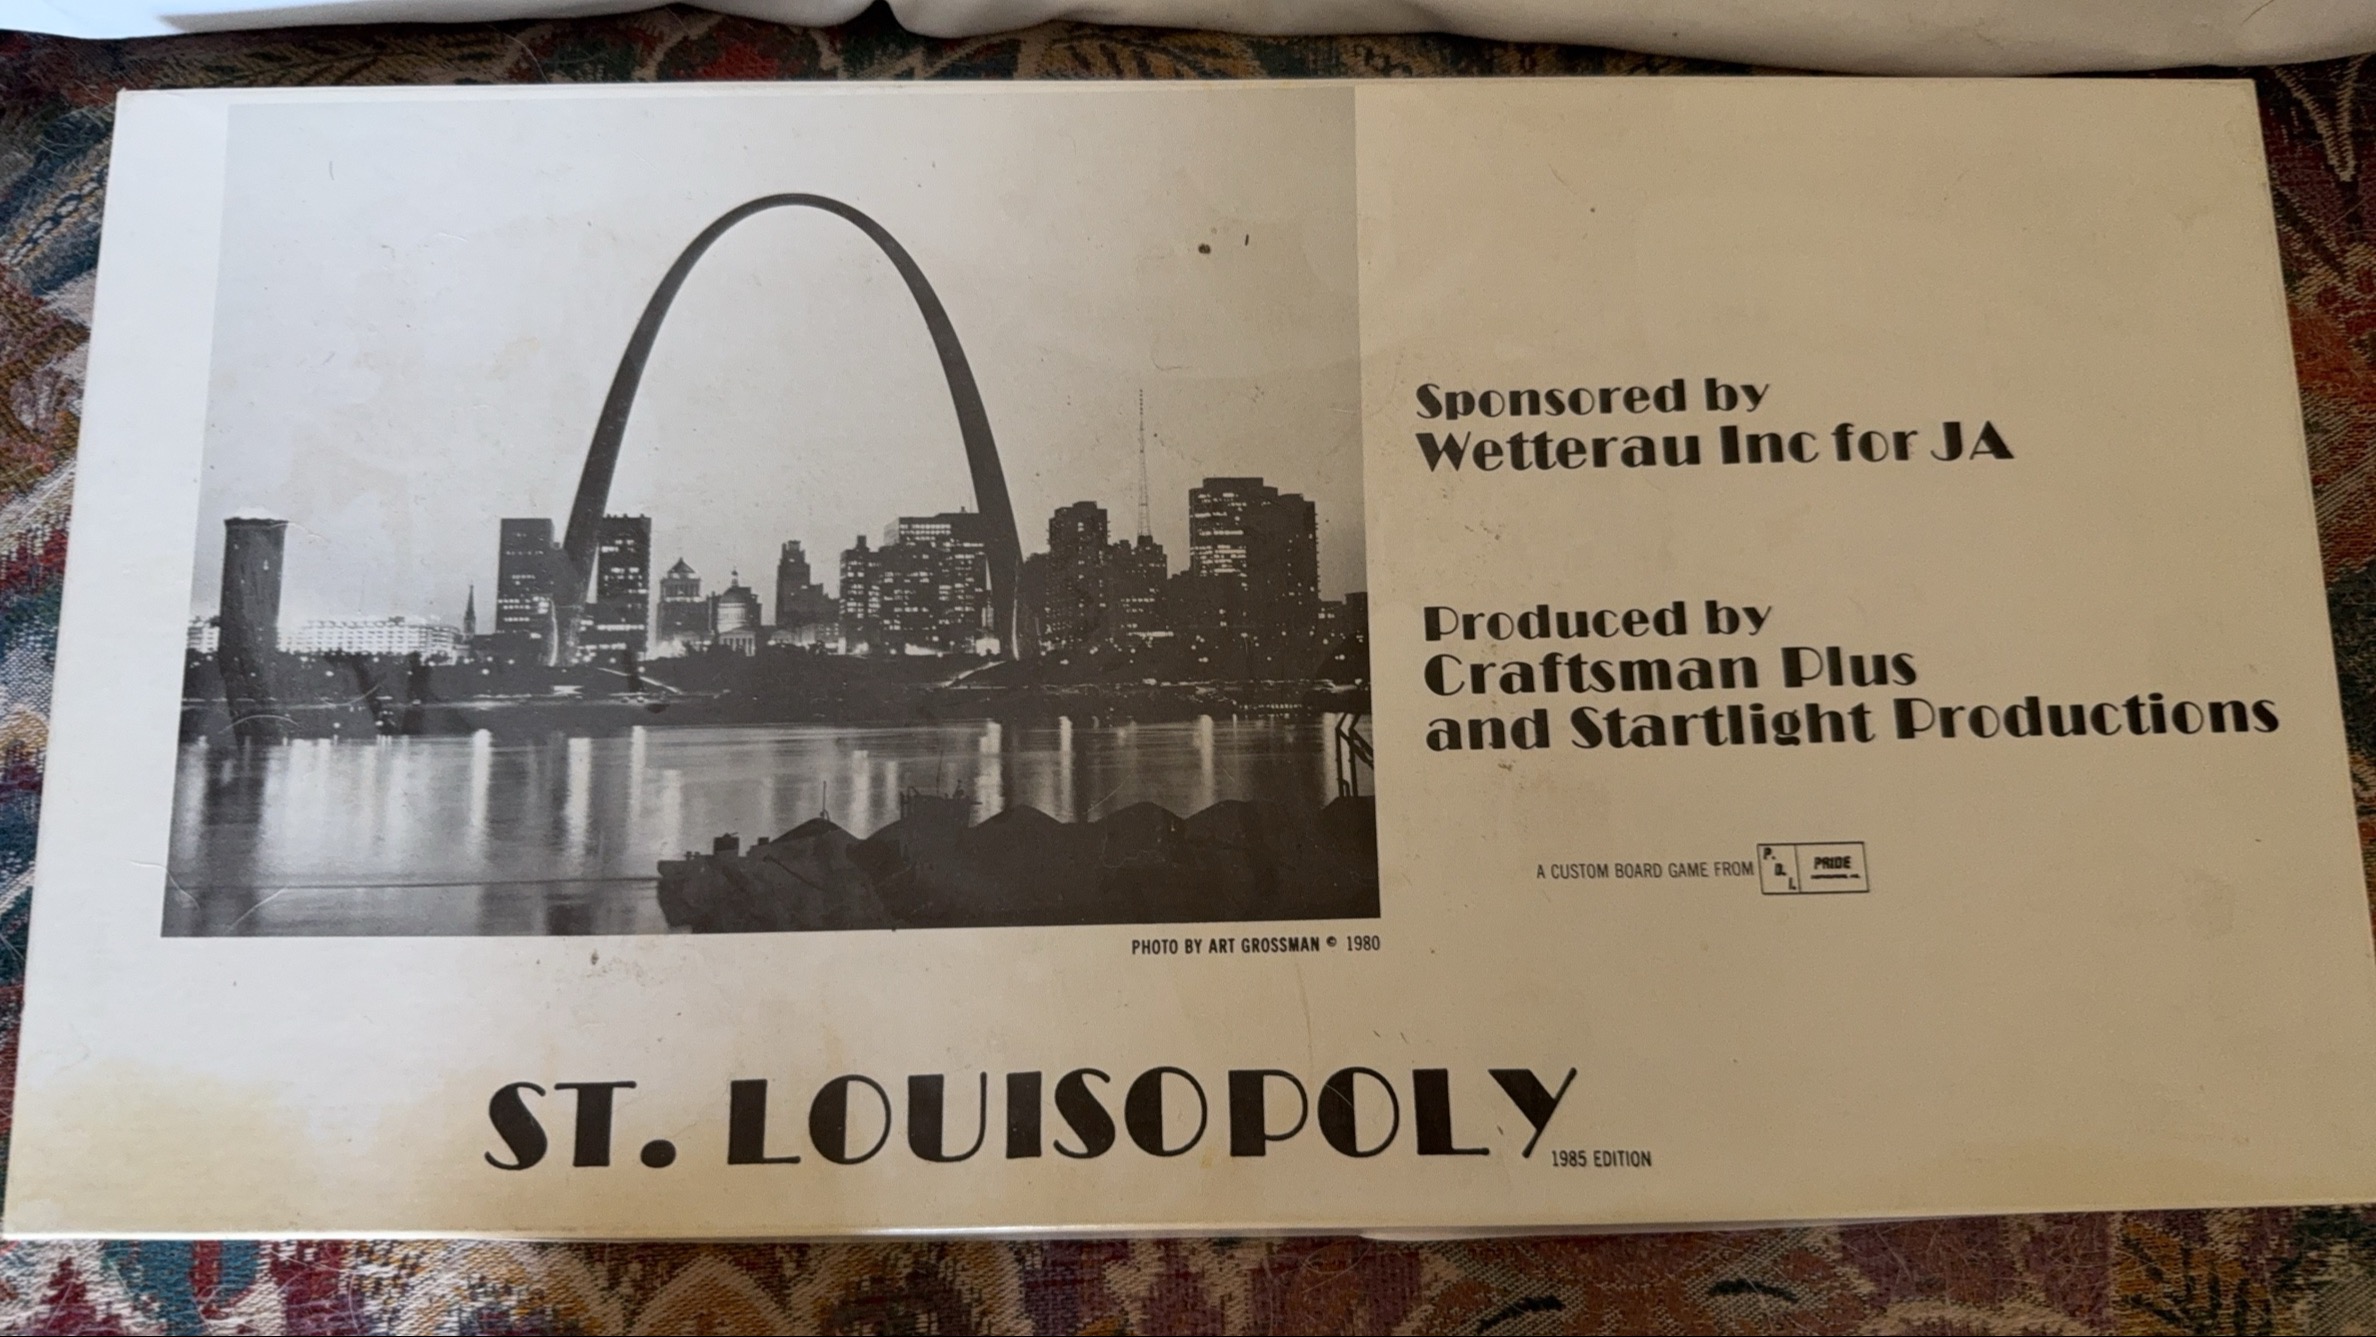 Sponsored by
Wetterau Inc for JA
Produced by
Craftsman Plus
and Startlight Productions
A CUSTOM BOARD GAME FROM P.D.I. PRIDE
PHOTO BY ART GROSSMAN © 1980
ST. LOUISOPOLY
1985 EDITION